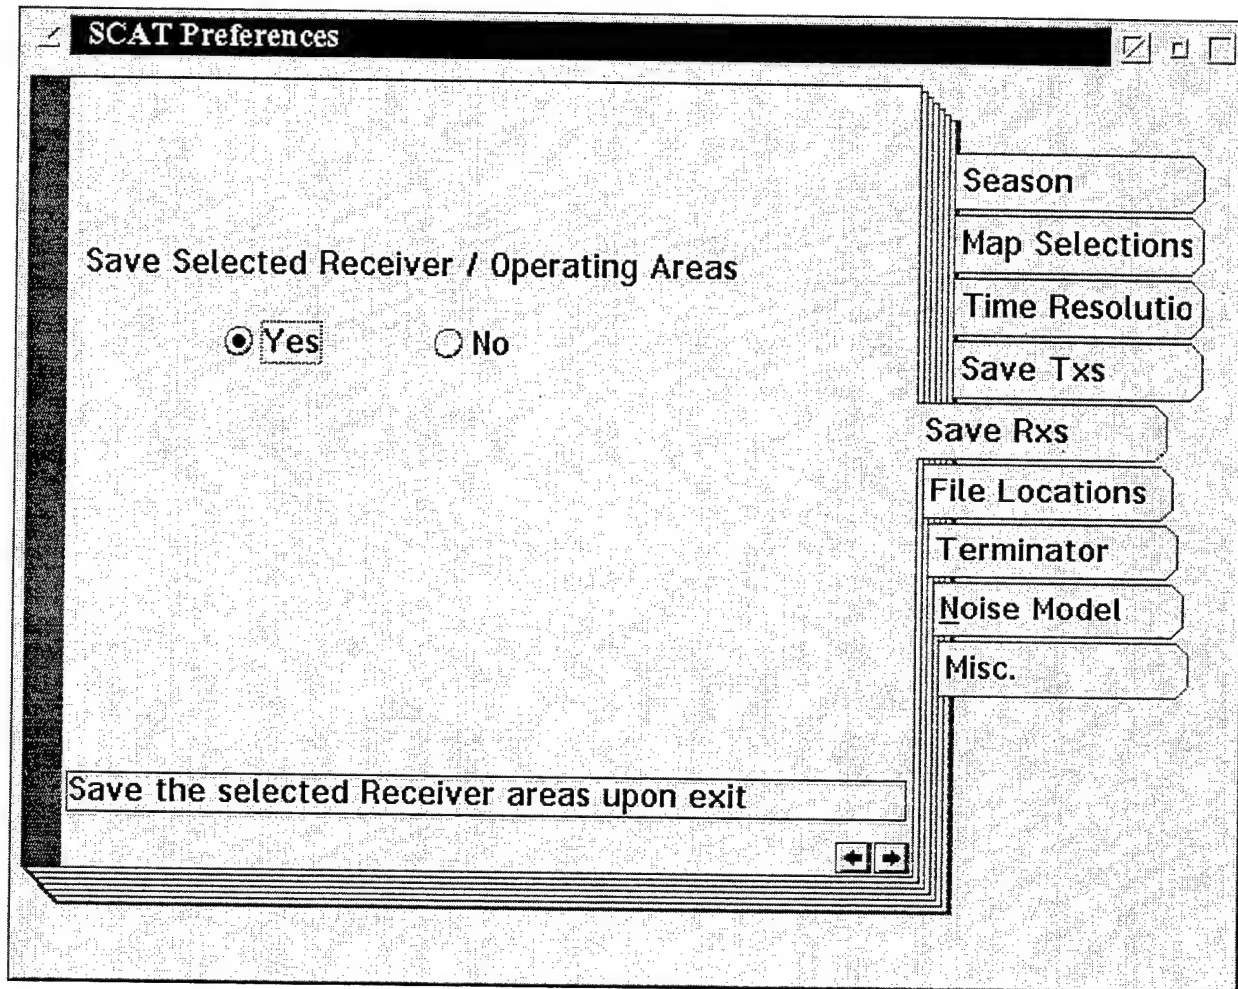 SCAT Preferences
Save Selected Receiver / Operating Areas
Yes
No
Save the selected Receiver areas upon exit
Season
Map Selections
Time Resolutio
Save Txs
Save Rxs
File Locations
Terminator
Noise Model
Misc.